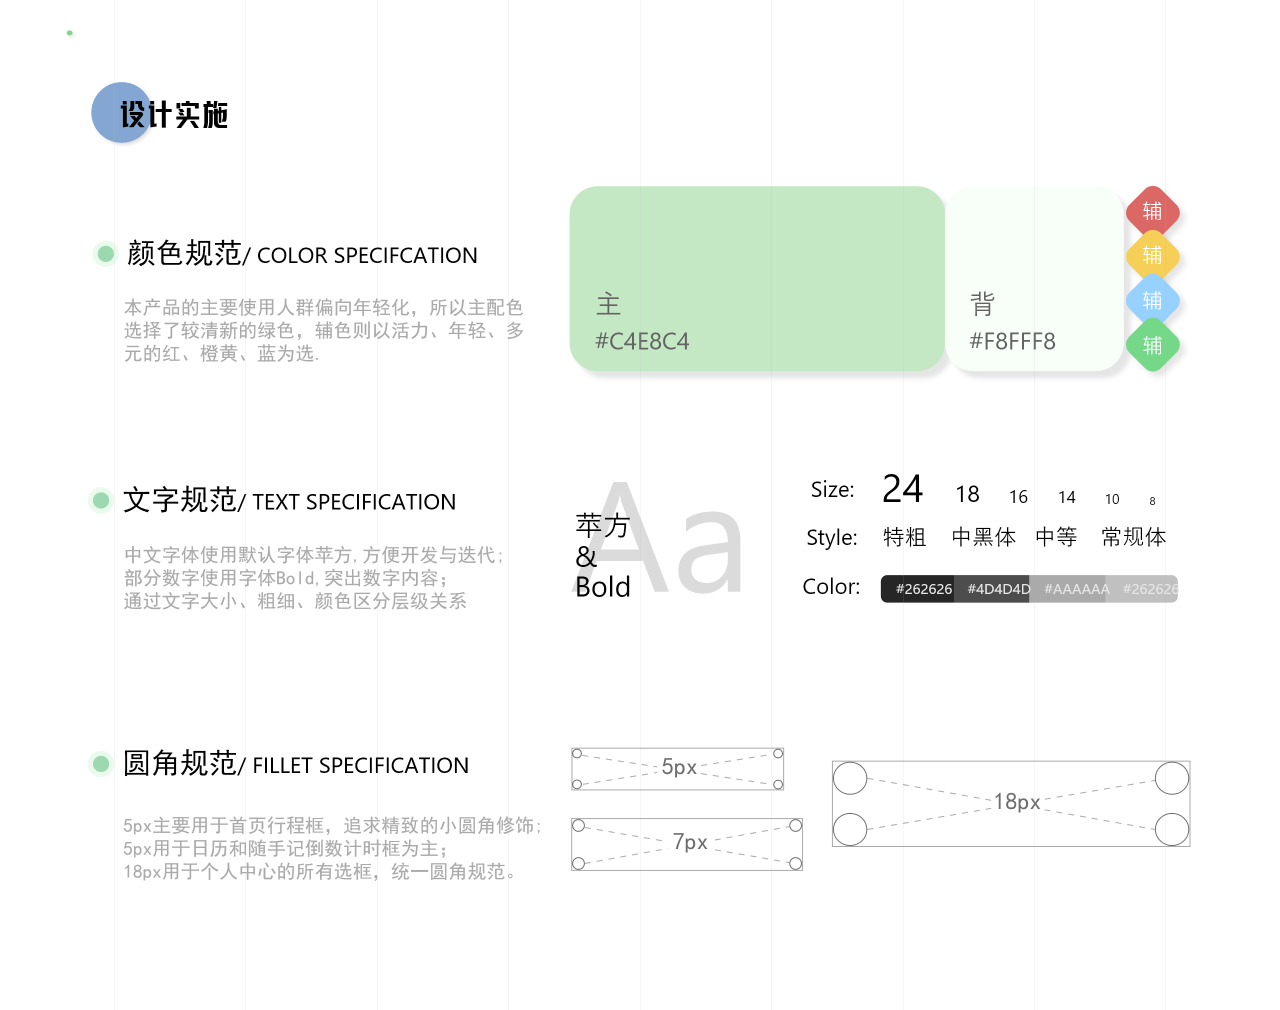 设计实施
颜色规范/ COLOR SPECIFCATION
本产品的主要使用人群偏向年轻化，所以主配色
选择了较清新的绿色，辅色则以活力、年轻、多
元的红、橙黄、蓝为选.
主
#C4E8C4
背
#F8FFF8
辅
辅
辅
辅
文字规范/ TEXT SPECIFICATION
中文字体使用默认字体苹方,方便开发与迭代;
部分数字使用字体Bold,突出数字内容;
通过文字大小、粗细、颜色区分层级关系
Aa
苹方
&
Bold
Size: 24 18 16 14 10 8
Style: 特粗 中黑体 中等 常规体
Color: #262626 #4D4D4D #AAAAAA #262626
圆角规范/ FILLET SPECIFICATION
5px主要用于首页行程框，追求精致的小圆角修饰;
5px用于日历和随手记倒数计时框为主;
18px用于个人中心的所有选框，统一圆角规范。
5px
7px
18px